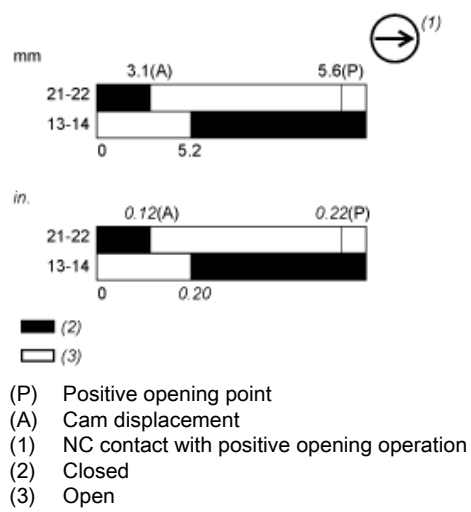 (1)
mm
3.1(A) 5.6(P)
21-22
13-14
0 5.2
in.
0.12(A) 0.22(P)
21-22
13-14
0 0.20
(2)
(3)
(P) Positive opening point
(A) Cam displacement
(1) NC contact with positive opening operation
(2) Closed
(3) Open